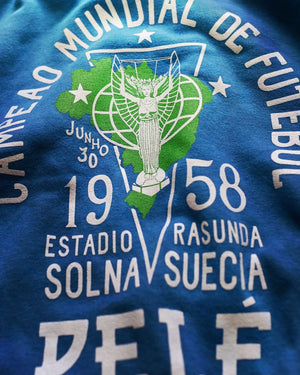 CAMPEAO MUNDIAL DE FUTEBOL
JUNHO
30
19 58
ESTADIO RASUNDA
SOLNA SUECIA
PELÉ